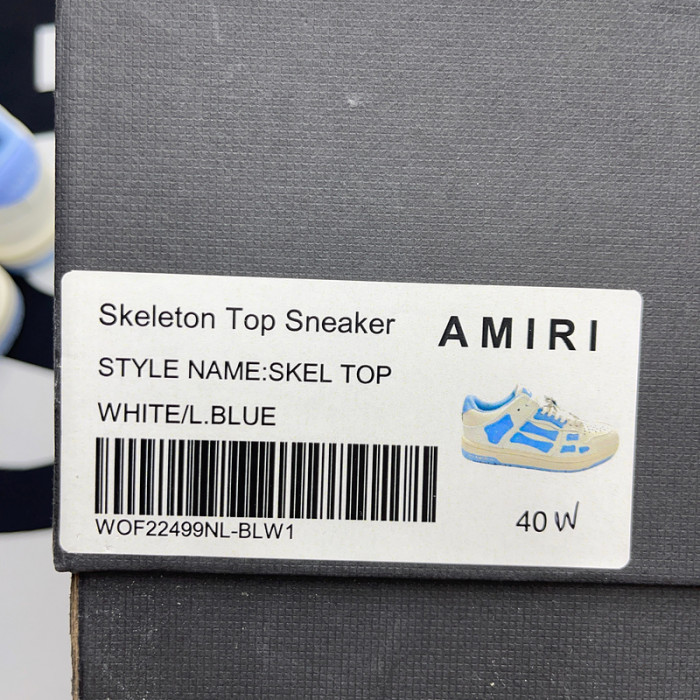 Skeleton Top Sneaker
AMIRI
STYLE NAME:SKEL TOP
WHITE/L.BLUE
WOF22499NL-BLW1
40 W